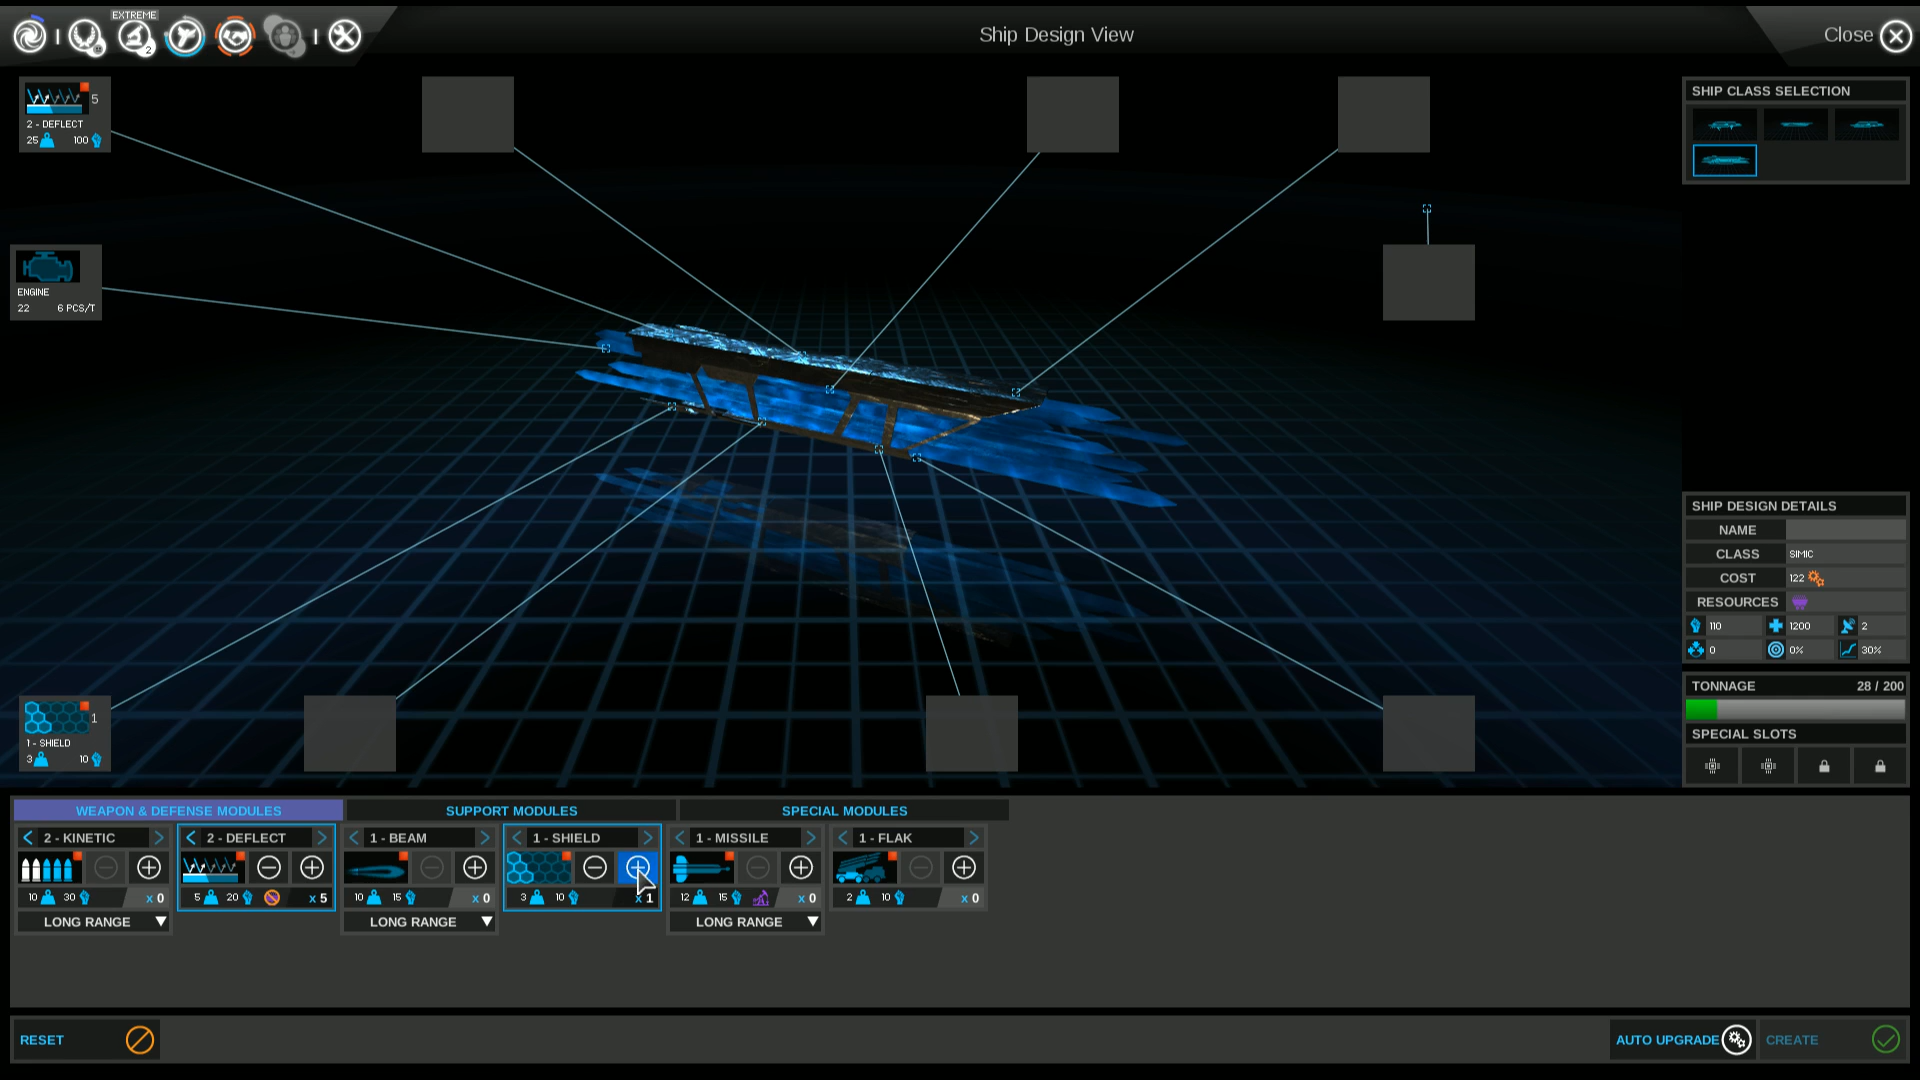 EXTREME
2
Ship Design View
Close
5
2 - DEFLECT
25 100
ENGINE
22 6 PCS/T
1
1 - SHIELD
3 10
SHIP CLASS SELECTION
SHIP DESIGN DETAILS
NAME
CLASS SIMIC
COST 122
RESOURCES
110 1200 2
0 0% 30%
TONNAGE 28 / 200
SPECIAL SLOTS
WEAPON & DEFENSE MODULES SUPPORT MODULES SPECIAL MODULES
2 - KINETIC 2 - DEFLECT 1 - BEAM 1 - SHIELD 1 - MISSILE 1 - FLAK
10 30 x 0 5 20 x 5 10 15 x 0 3 10 x 1 12 15 x 0 2 10 x 0
LONG RANGE LONG RANGE LONG RANGE
RESET
AUTO UPGRADE CREATE